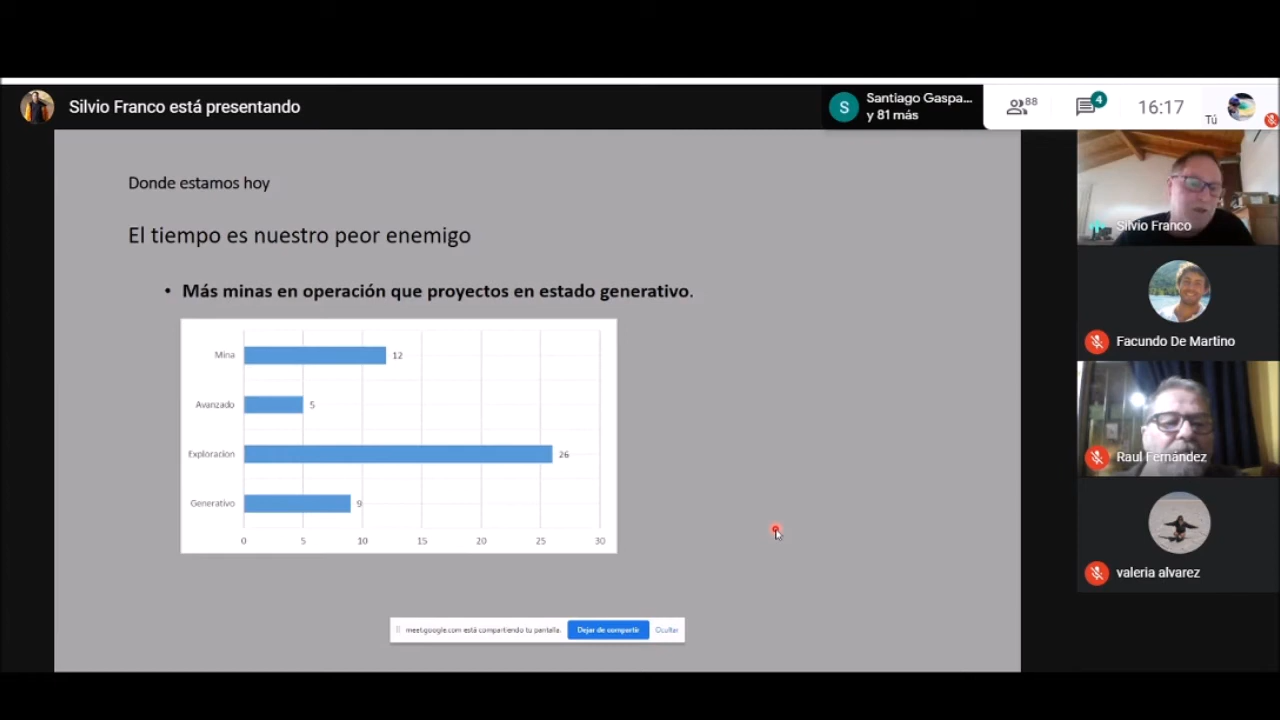 Silvio Franco está presentando
S
Santiago Gaspa...
y 81 más
88
4
16:17
Tú
Donde estamos hoy
El tiempo es nuestro peor enemigo
• Más minas en operación que proyectos en estado generativo.
Mina
12
Avanzado
5
Exploracion
26
Generativo
9
0 5 10 15 20 25 30
meet.google.com está compartiendo tu pantalla.
Dejar de compartir
Ocultar
Silvio Franco
Facundo De Martino
Raul Fernández
valeria alvarez